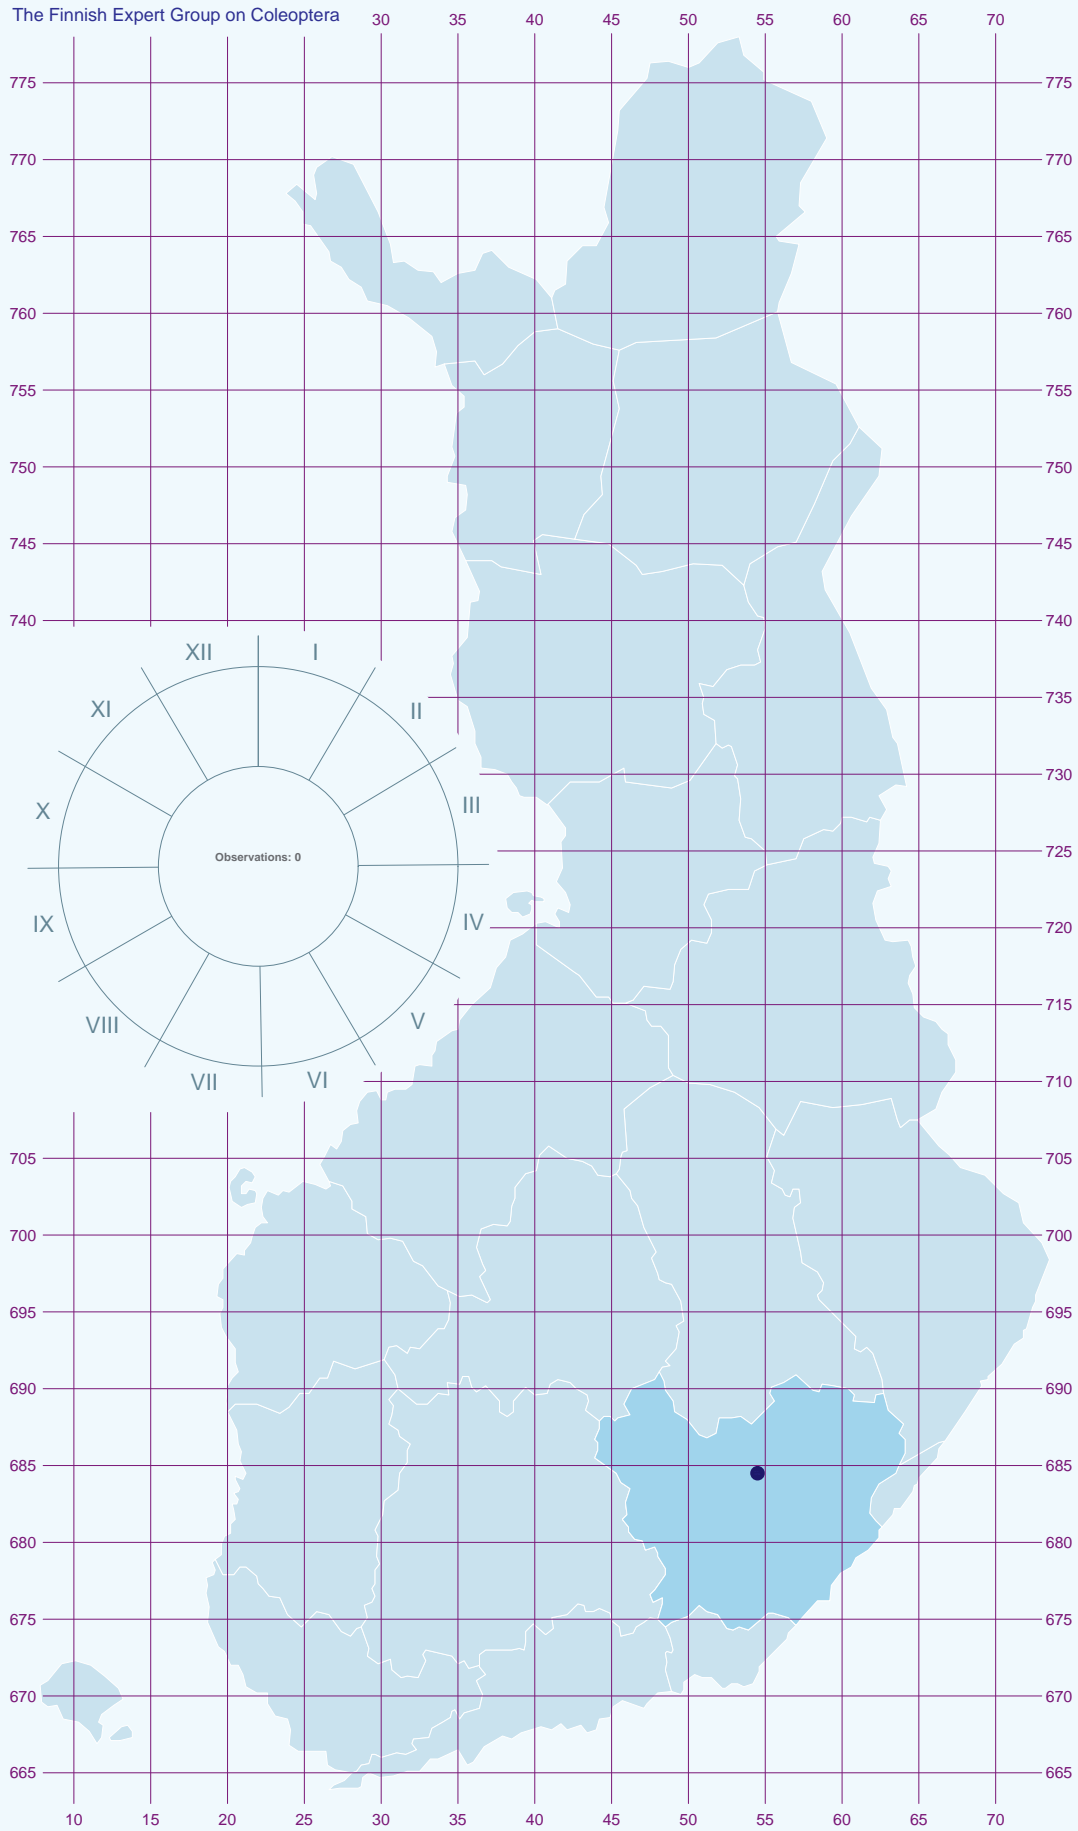 The Finnish Expert Group on Coleoptera 30 35 40 45 50 55 60 65 70
775 775
770 770
765 765
760 760
755 755
750 750
745 745
740 740
XII I
XI II
735
730
X III
725
Observations: 0
IX IV 720
VIII V
715
VII VI 710
705 705
700 700
695 695
690 690
685 685
680 680
675 675
670 670
665 665
10 15 20 25 30 35 40 45 50 55 60 65 70